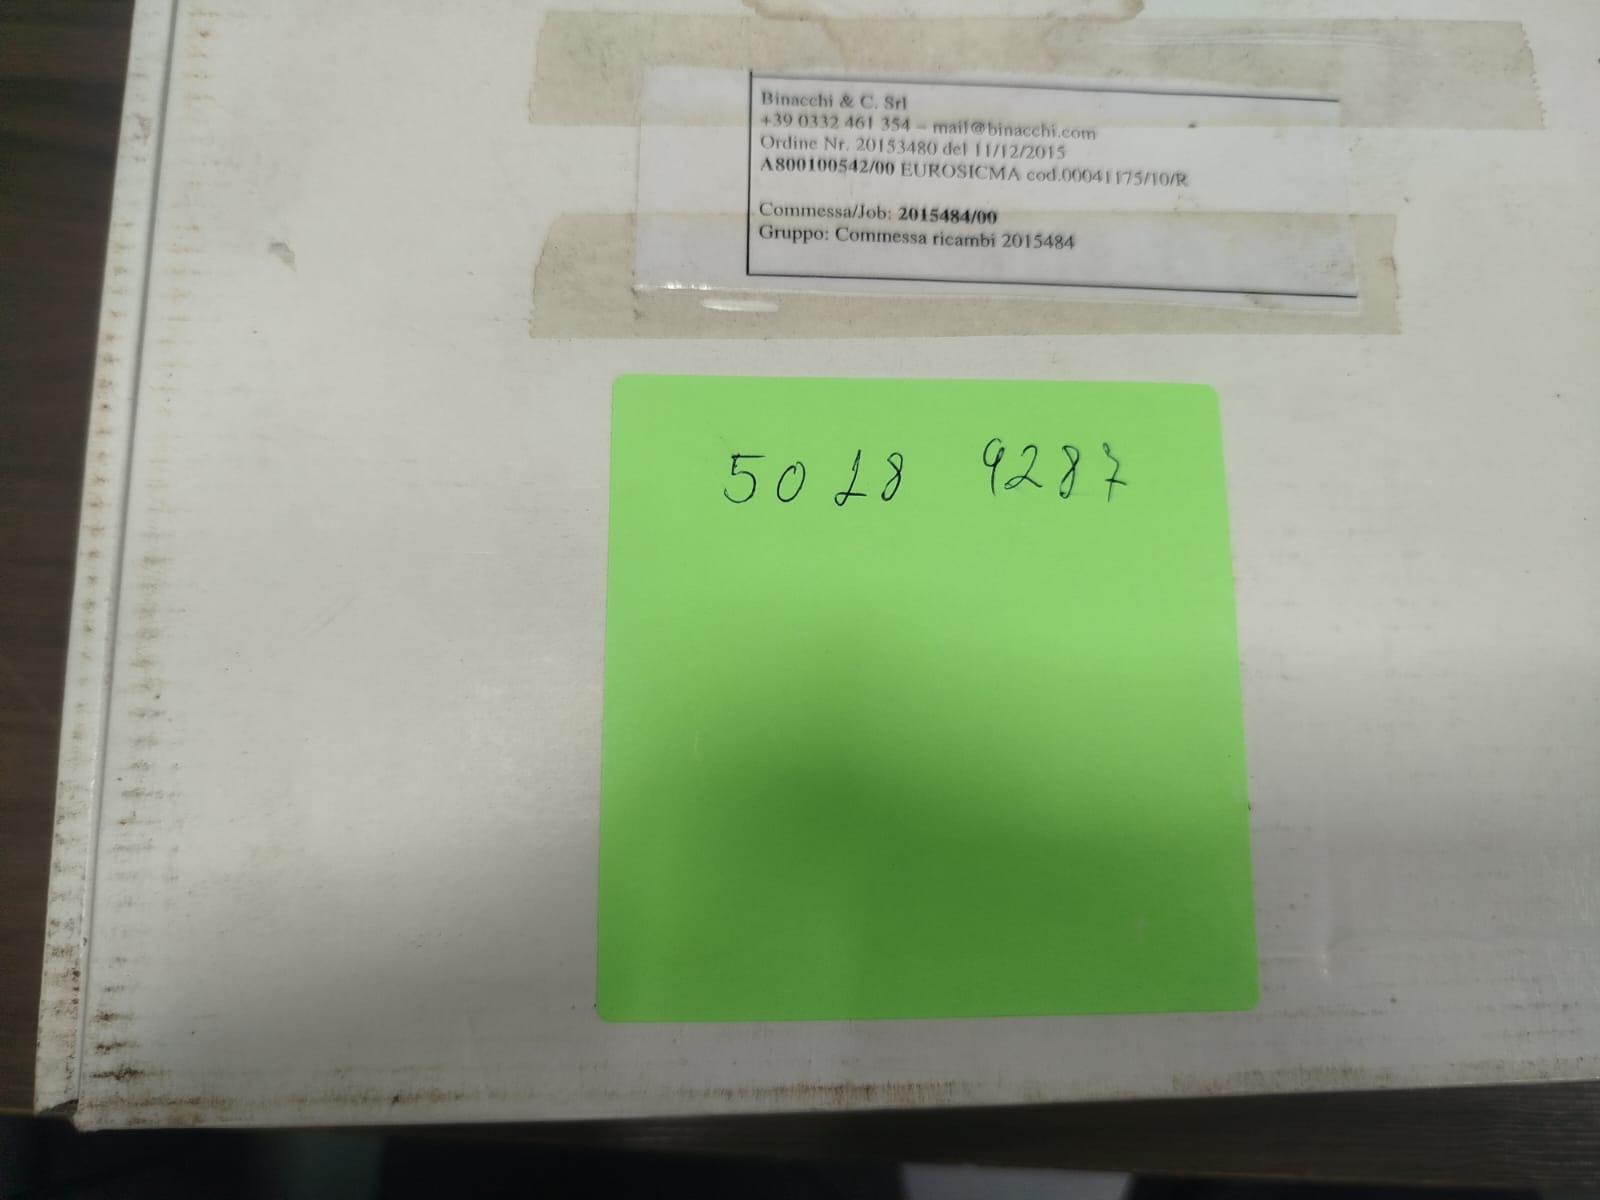 Binacchi & C. Srl
+39 0332 461 354 – mail@binacchi.com
Ordine Nr. 20153480 del 11/12/2015
A800100542/00 EUROSICMA cod.00041175/10/R
Commessa/Job: 2015484/00
Gruppo: Commessa ricambi 2015484
5018 9287